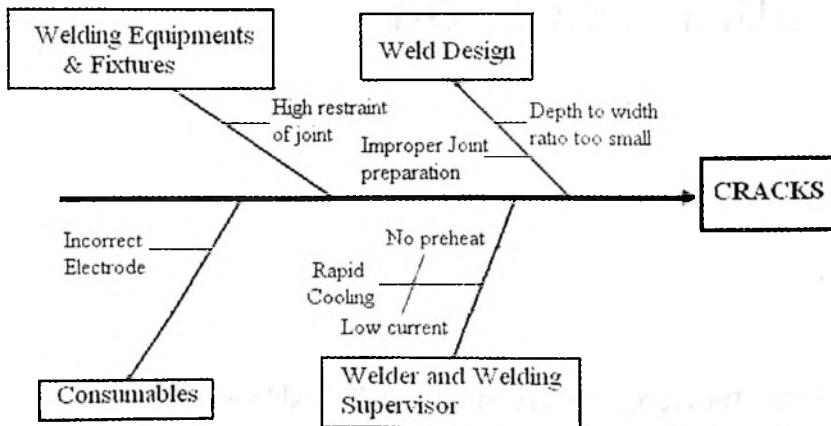 Welding Equipments
& Fixtures
Weld Design
High restraint
of joint
Depth to width
ratio too small
Improper Joint
preparation
CRACKS
Incorrect
Electrode
No preheat
Rapid
Cooling
Low current
Consumables
Welder and Welding
Supervisor